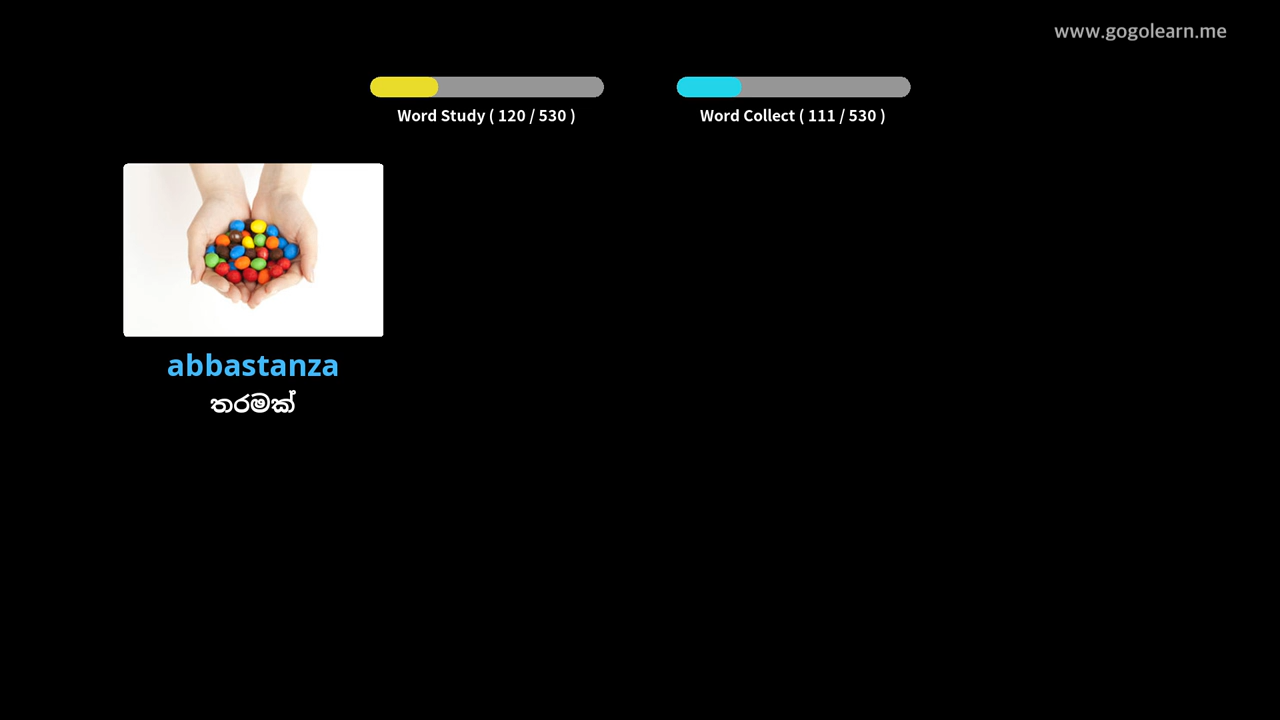 www.gogolearn.me
Word Study ( 120 / 530 )
Word Collect ( 111 / 530 )
abbastanza
තරමක්